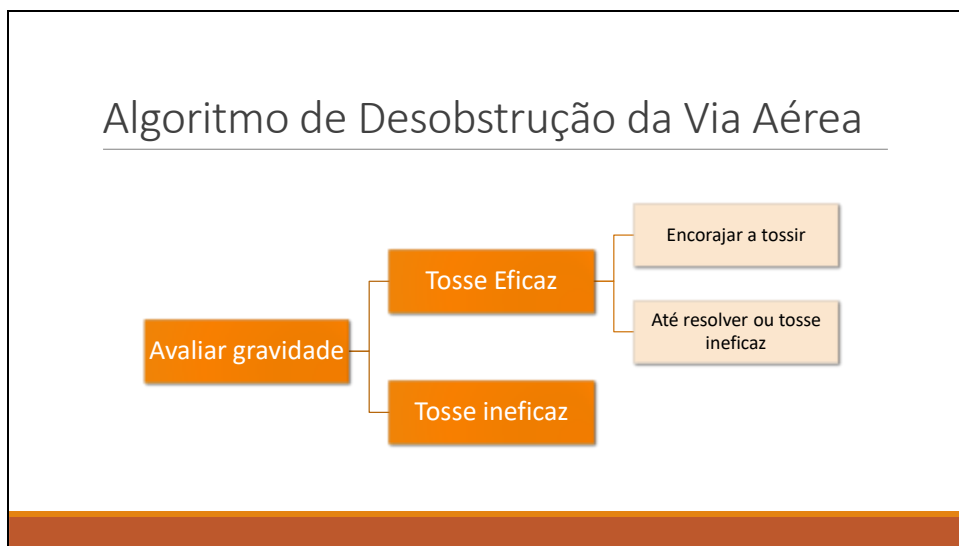 Algoritmo de Desobstrução da Via Aérea
Avaliar gravidade
Tosse Eficaz
Encorajar a tossir
Até resolver ou tosse
ineficaz
Tosse ineficaz